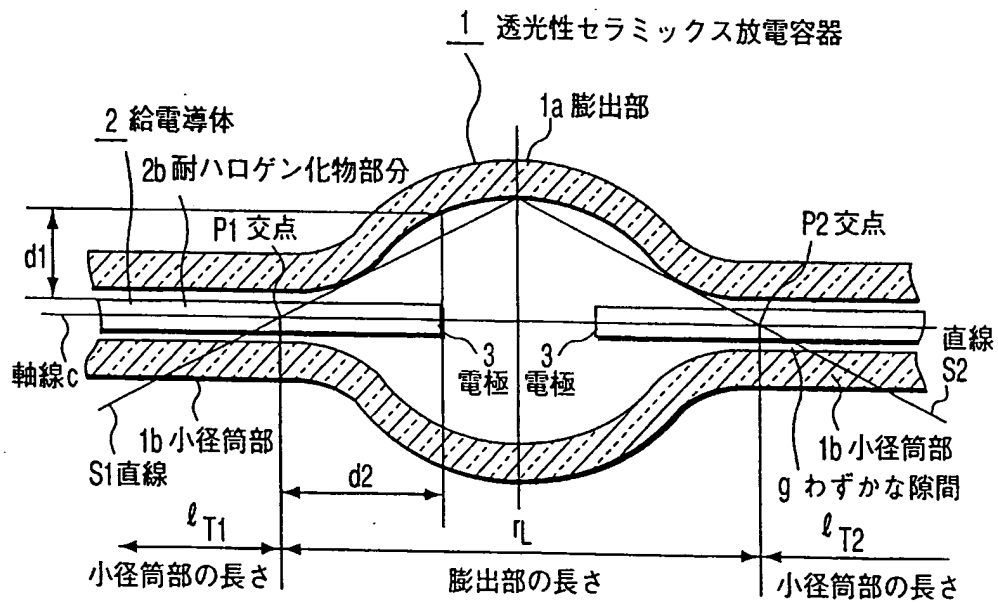 1 透光性セラミックス放電容器
1a 膨出部
2 給電導体
2b 耐ハロゲン化物部分
P1 交点
P2 交点
d1
軸線c
3
電極
3
電極
直線
S2
1b 小径筒部
S1直線
1b 小径筒部
g わずかな隙間
d2
ℓT1
rL
ℓT2
小径筒部の長さ
膨出部の長さ
小径筒部の長さ